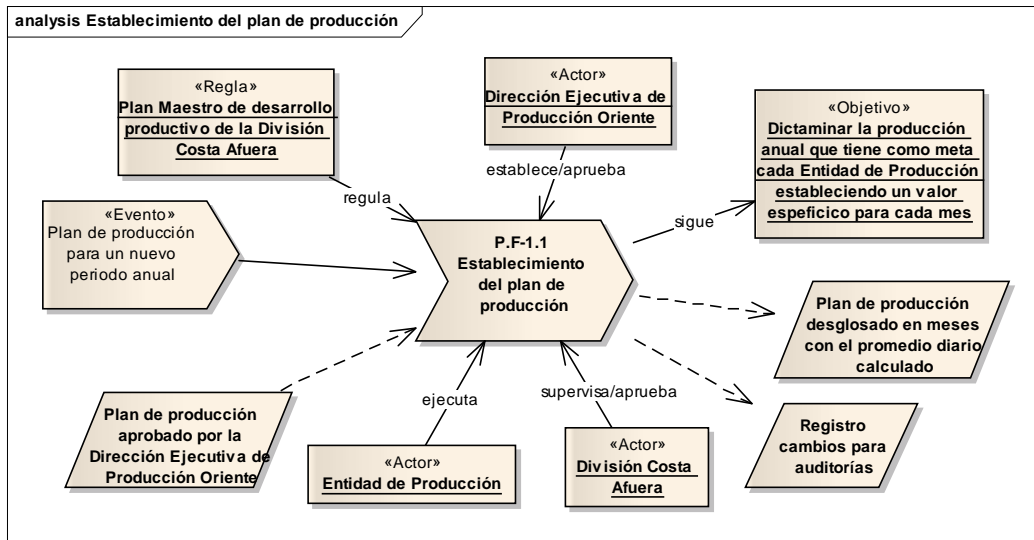 analysis Establecimiento del plan de producción
«Regla»
Plan Maestro de desarrollo
productivo de la División
Costa Afuera
«Actor»
Dirección Ejecutiva de
Producción Oriente
«Objetivo»
Dictaminar la producción
anual que tiene como meta
cada Entidad de Producción
estableciendo un valor
espeficico para cada mes
regula
establece/aprueba
sigue
«Evento»
Plan de producción
para un nuevo
periodo anual
P.F-1.1
Establecimiento
del plan de
producción
Plan de producción
desglosado en meses
con el promedio diario
calculado
ejecuta
supervisa/aprueba
Plan de producción
aprobado por la
Dirección Ejecutiva de
Producción Oriente
«Actor»
Entidad de Producción
«Actor»
División Costa
Afuera
Registro
cambios para
auditorías